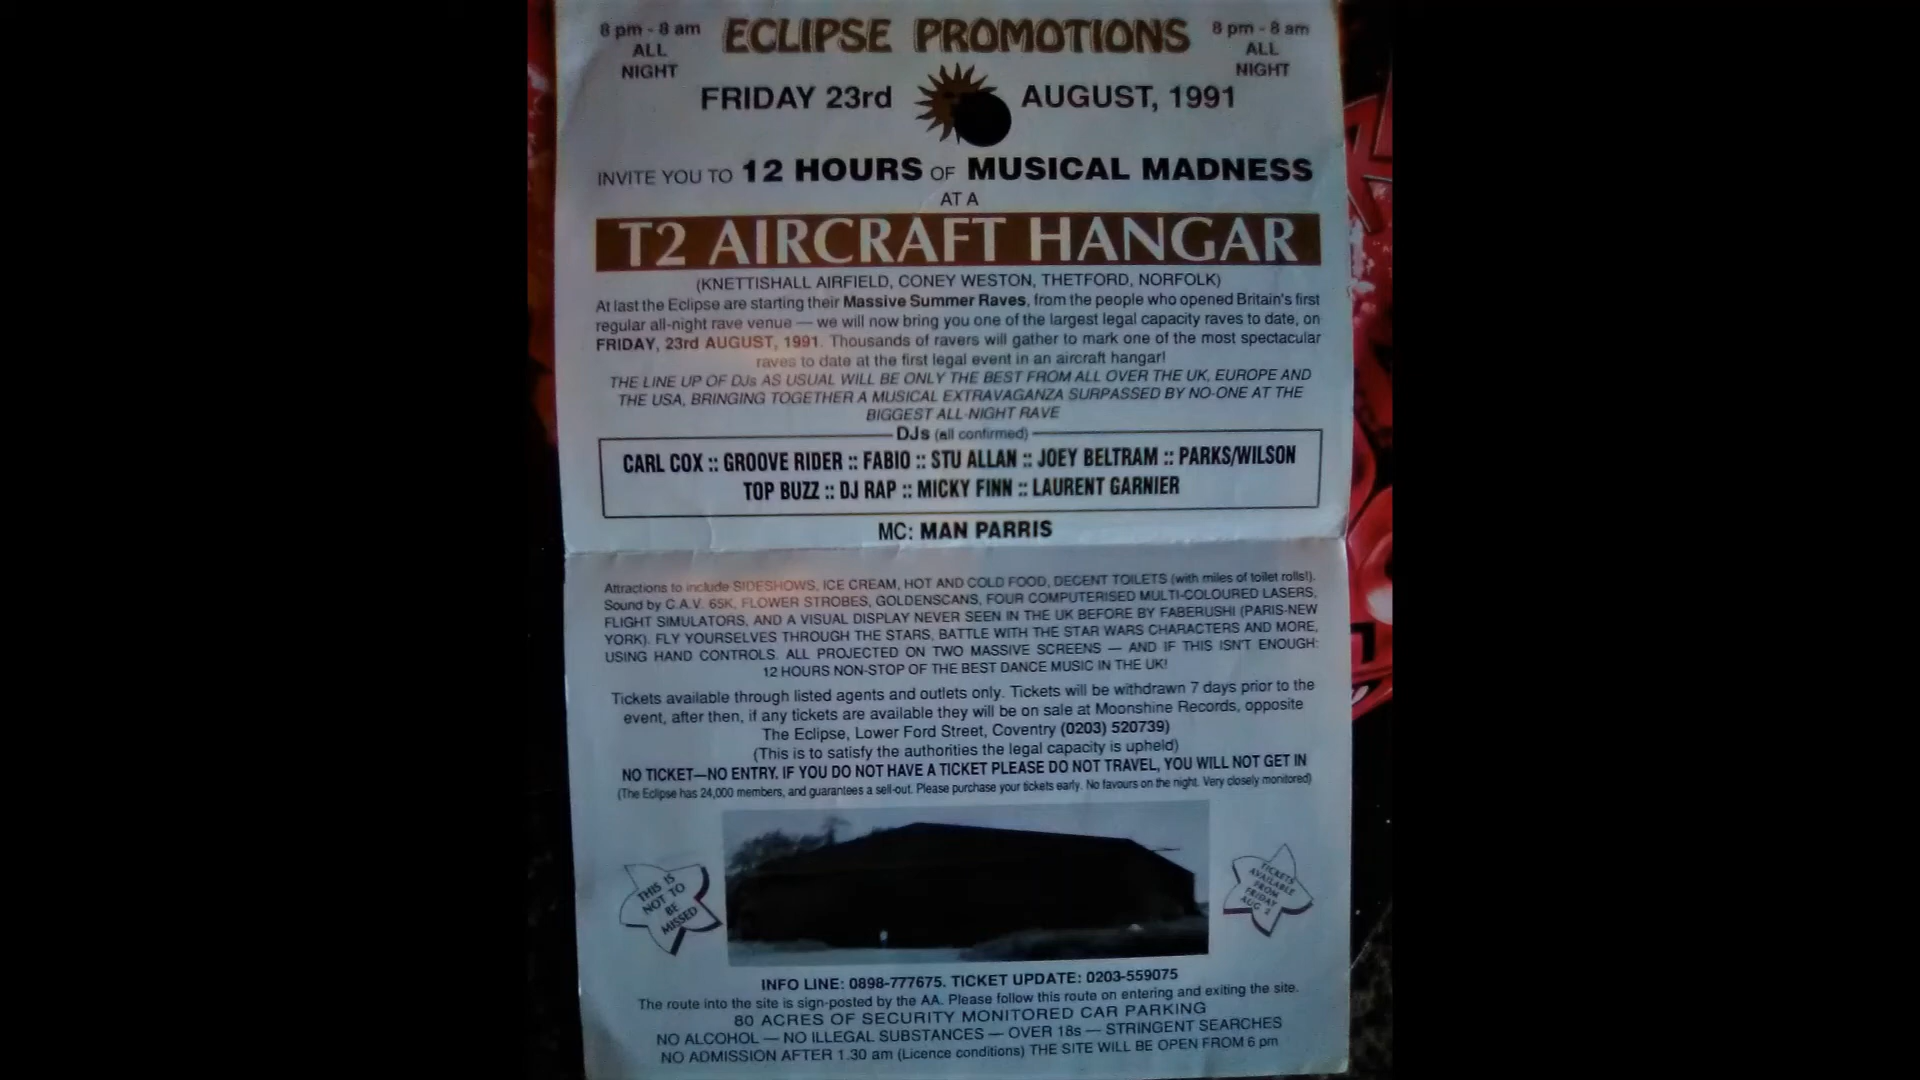 8 pm - 8 am
ALL
NIGHT
ECLIPSE PROMOTIONS
8 pm - 8 am
ALL
NIGHT
FRIDAY 23rd AUGUST, 1991
INVITE YOU TO 12 HOURS OF MUSICAL MADNESS
AT A
T2 AIRCRAFT HANGAR
(KNETTISHALL AIRFIELD, CONEY WESTON, THETFORD, NORFOLK)
At last the Eclipse are starting their Massive Summer Raves, from the people who opened Britain's first
regular all-night rave venue — we will now bring you one of the largest legal capacity raves to date, on
FRIDAY, 23rd AUGUST, 1991. Thousands of ravers will gather to mark one of the most spectacular
raves to date at the first legal event in an aircraft hangar!
THE LINE UP OF DJs AS USUAL WILL BE ONLY THE BEST FROM ALL OVER THE UK, EUROPE AND
THE USA, BRINGING TOGETHER A MUSICAL EXTRAVAGANZA SURPASSED BY NO-ONE AT THE
BIGGEST ALL-NIGHT RAVE
DJs (all confirmed)
CARL COX :: GROOVE RIDER :: FABIO :: STU ALLAN :: JOEY BELTRAM :: PARKS/WILSON
TOP BUZZ :: DJ RAP :: MICKY FINN :: LAURENT GARNIER
MC: MAN PARRIS
Attractions to include SIDESHOWS, ICE CREAM, HOT AND COLD FOOD, DECENT TOILETS (with miles of toilet rolls!).
Sound by C.A.V. 65K, FLOWER STROBES, GOLDENSCANS, FOUR COMPUTERISED MULTI-COLOURED LASERS,
FLIGHT SIMULATORS, AND A VISUAL DISPLAY NEVER SEEN IN THE UK BEFORE BY FABERUSHI (PARIS-NEW
YORK). FLY YOURSELVES THROUGH THE STARS, BATTLE WITH THE STAR WARS CHARACTERS AND MORE,
USING HAND CONTROLS. ALL PROJECTED ON TWO MASSIVE SCREENS — AND IF THIS ISN'T ENOUGH:
12 HOURS NON-STOP OF THE BEST DANCE MUSIC IN THE UK!
Tickets available through listed agents and outlets only. Tickets will be withdrawn 7 days prior to the
event, after then, if any tickets are available they will be on sale at Moonshine Records, opposite
The Eclipse, Lower Ford Street, Coventry (0203) 520739)
(This is to satisfy the authorities the legal capacity is upheld)
NO TICKET—NO ENTRY. IF YOU DO NOT HAVE A TICKET PLEASE DO NOT TRAVEL, YOU WILL NOT GET IN
(The Eclipse has 24,000 members, and guarantees a sell-out. Please purchase your tickets early. No favours on the night. Very closely monitored)
THIS IS
NOT TO
BE
MISSED
TICKETS
AVAILABLE
FROM
FRIDAY
AUG 2
INFO LINE: 0898-777675. TICKET UPDATE: 0203-559075
The route into the site is sign-posted by the AA. Please follow this route on entering and exiting the site.
80 ACRES OF SECURITY MONITORED CAR PARKING
NO ALCOHOL — NO ILLEGAL SUBSTANCES — OVER 18s — STRINGENT SEARCHES
NO ADMISSION AFTER 1.30 am (Licence conditions) THE SITE WILL BE OPEN FROM 6 pm